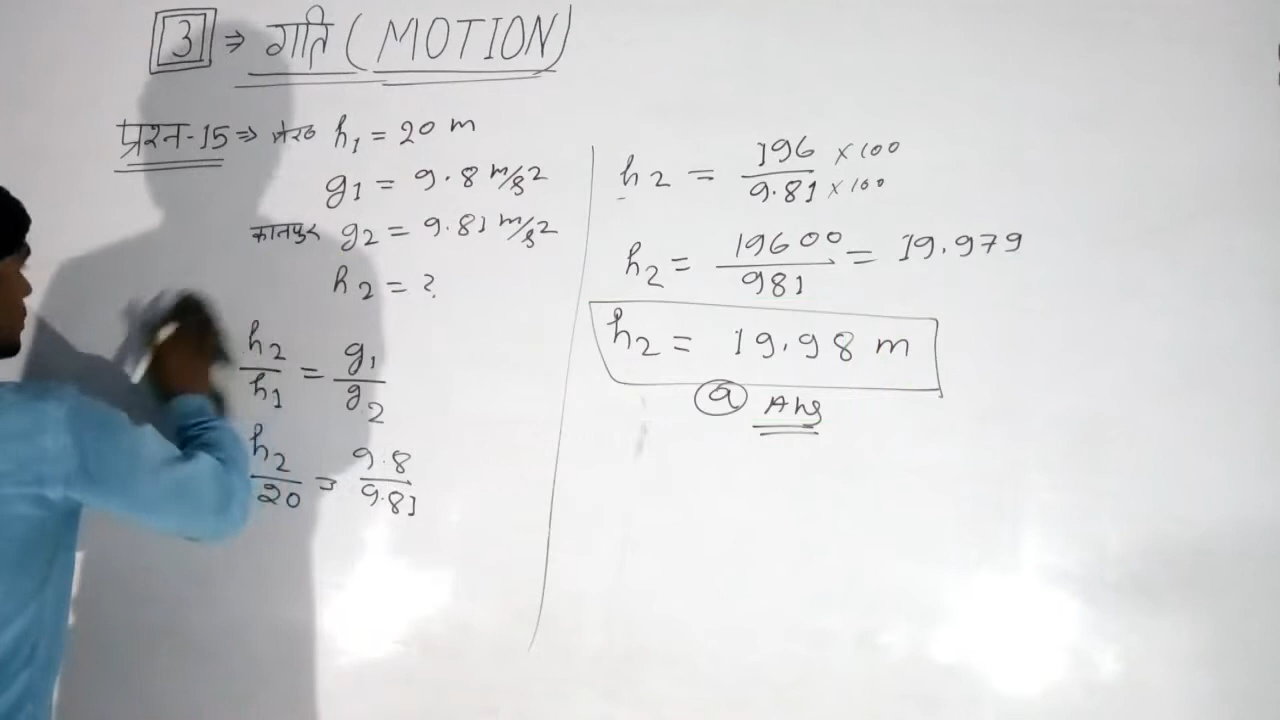 3 ⇒ गति (MOTION)
प्रश्न-15 ⇒ मेरठ h₁ = 20 m
g₁ = 9.8 m/s²
कानपुर g₂ = 9.81 m/s²
h₂ = ?
h₂/h₁ = g₁/g₂
h₂/20 = 9.8/9.81
h₂ = 196 × 100 / 9.81 × 100
h₂ = 19600/981 = 19.979
h₂ = 19.98 m
a Ans